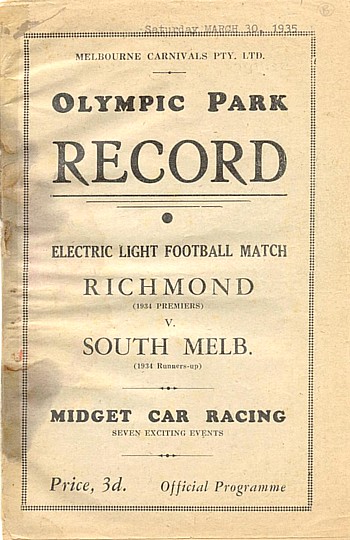 Saturday MARCH 30, 1935
MELBOURNE CARNIVALS PTY. LTD.
OLYMPIC PARK
RECORD
ELECTRIC LIGHT FOOTBALL MATCH
RICHMOND
(1934 PREMIERS)
V.
SOUTH MELB.
(1934 Runners-up)
MIDGET CAR RACING
SEVEN EXCITING EVENTS
Price, 3d. Official Programme